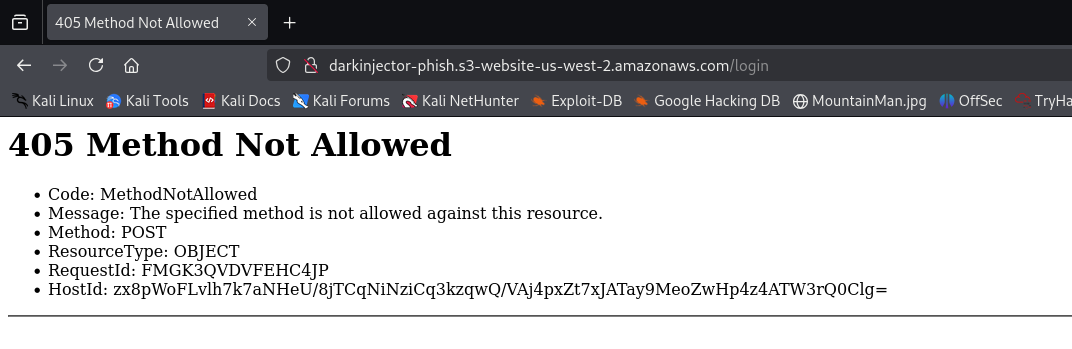 405 Method Not Allowed
darkinjector-phish.s3-website-us-west-2.amazonaws.com/login
Kali Linux Kali Tools Kali Docs Kali Forums Kali NetHunter Exploit-DB Google Hacking DB MountainMan.jpg OffSec TryHa
405 Method Not Allowed
• Code: MethodNotAllowed
• Message: The specified method is not allowed against this resource.
• Method: POST
• ResourceType: OBJECT
• RequestId: FMGK3QVDVFEHC4JP
• HostId: zx8pWoFLvlh7k7aNHeU/8jTCqNiNziCq3kzqwQ/VAj4pxZt7xJATay9MeoZwHp4z4ATW3rQ0Clg=